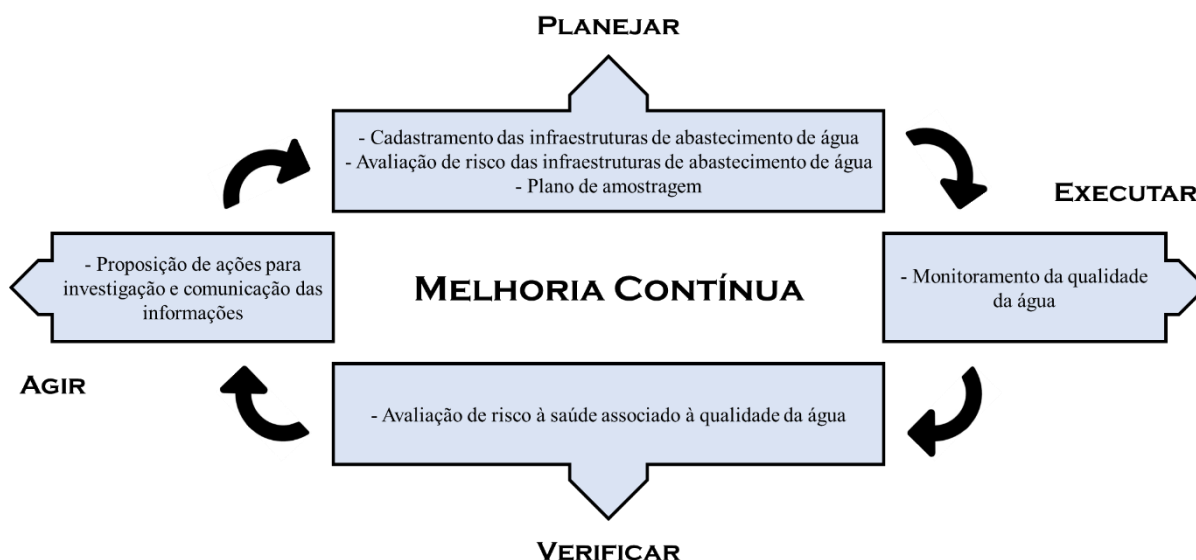 PLANEJAR
- Cadastramento das infraestruturas de abastecimento de água
- Avaliação de risco das infraestruturas de abastecimento de água
- Plano de amostragem
EXECUTAR
- Monitoramento da qualidade
da água
MELHORIA CONTÍNUA
- Proposição de ações para
investigação e comunicação das
informações
AGIR
- Avaliação de risco à saúde associado à qualidade da água
VERIFICAR